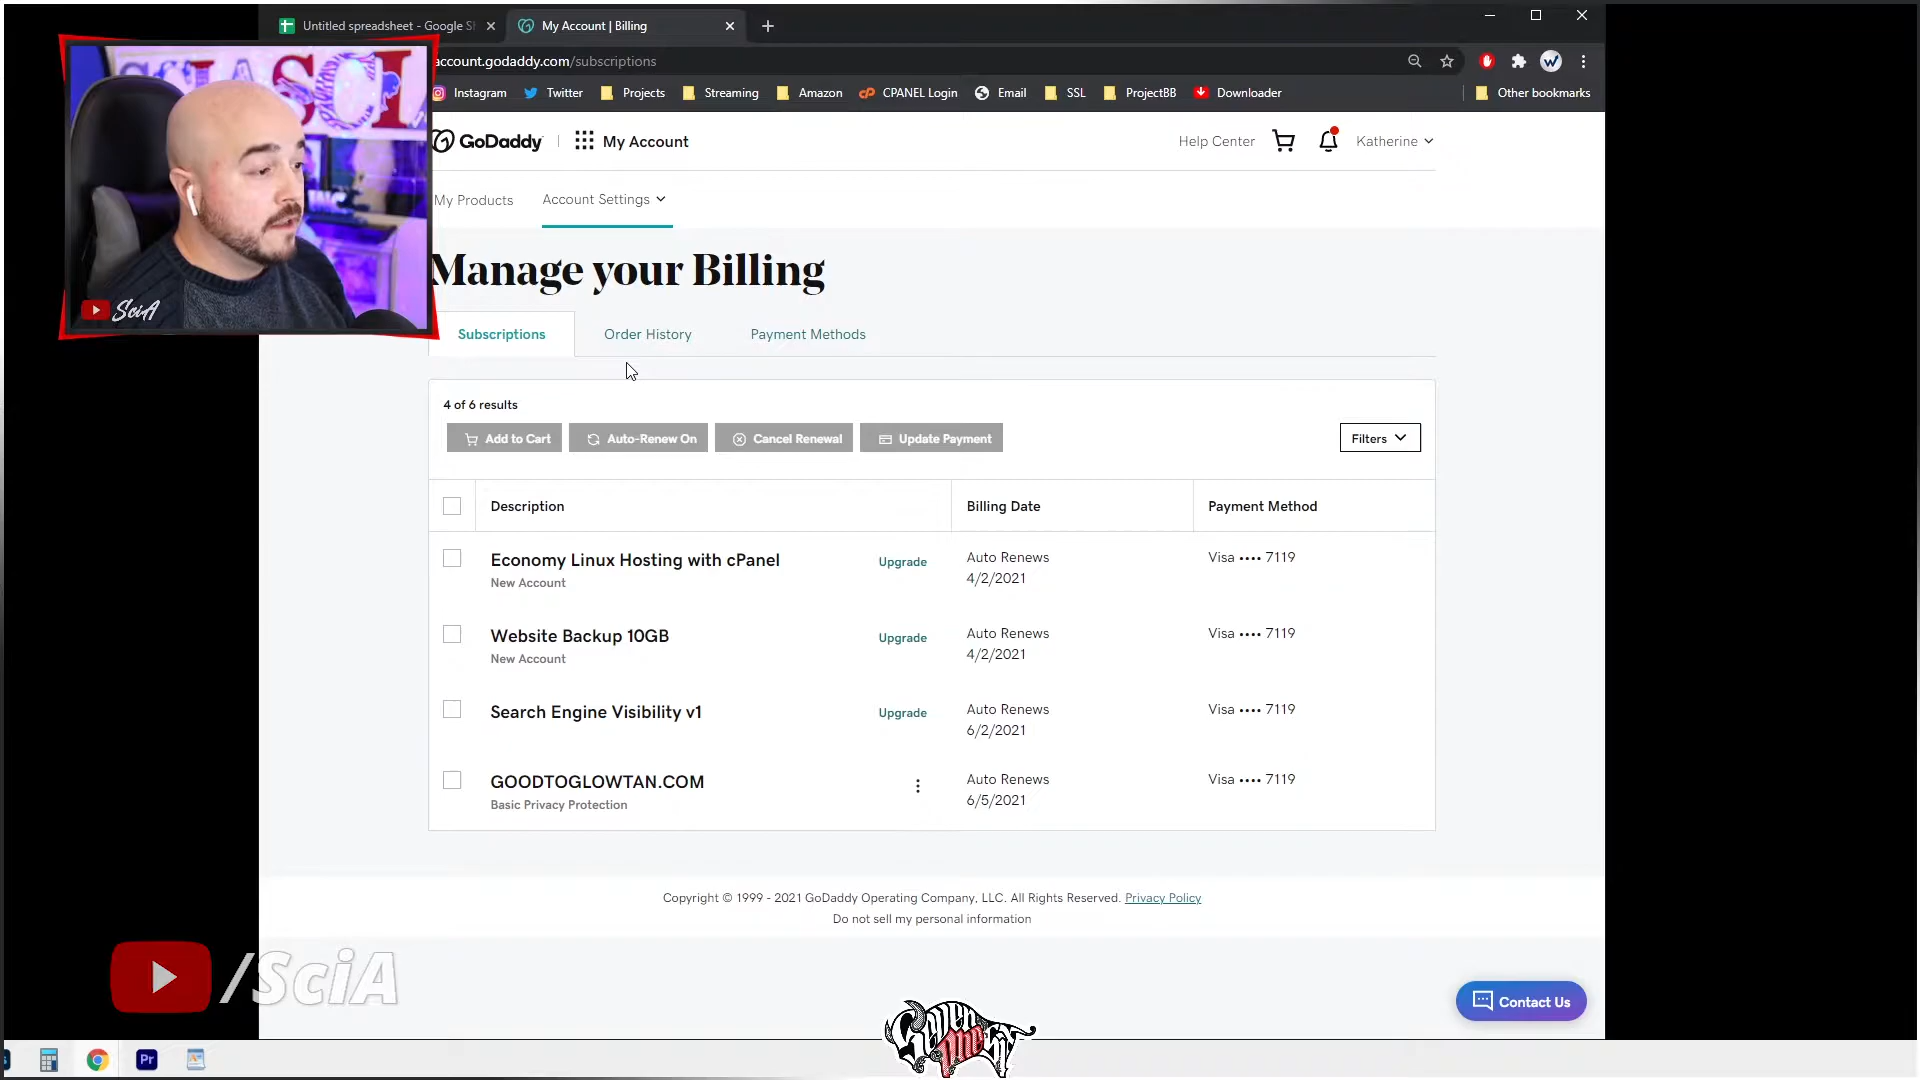 Untitled spreadsheet - Google Sh
My Account | Billing
account.godaddy.com/subscriptions
Instagram
Twitter
Projects
Streaming
Amazon
CPANEL Login
Email
SSL
ProjectBB
Downloader
Other bookmarks
GoDaddy
My Account
Help Center
Katherine
My Products
Account Settings
Manage your Billing
SciA
Subscriptions
Order History
Payment Methods
4 of 6 results
Add to Cart
Auto-Renew On
Cancel Renewal
Update Payment
Filters
Description
Billing Date
Payment Method
Economy Linux Hosting with cPanel
New Account
Upgrade
Auto Renews
4/2/2021
Visa •••• 7119
Website Backup 10GB
New Account
Upgrade
Auto Renews
4/2/2021
Visa •••• 7119
Search Engine Visibility v1
Upgrade
Auto Renews
6/2/2021
Visa •••• 7119
GOODTOGLOWTAN.COM
Basic Privacy Protection
Auto Renews
6/5/2021
Visa •••• 7119
Copyright © 1999 - 2021 GoDaddy Operating Company, LLC. All Rights Reserved. Privacy Policy
Do not sell my personal information
/SciA
Contact Us
Pr